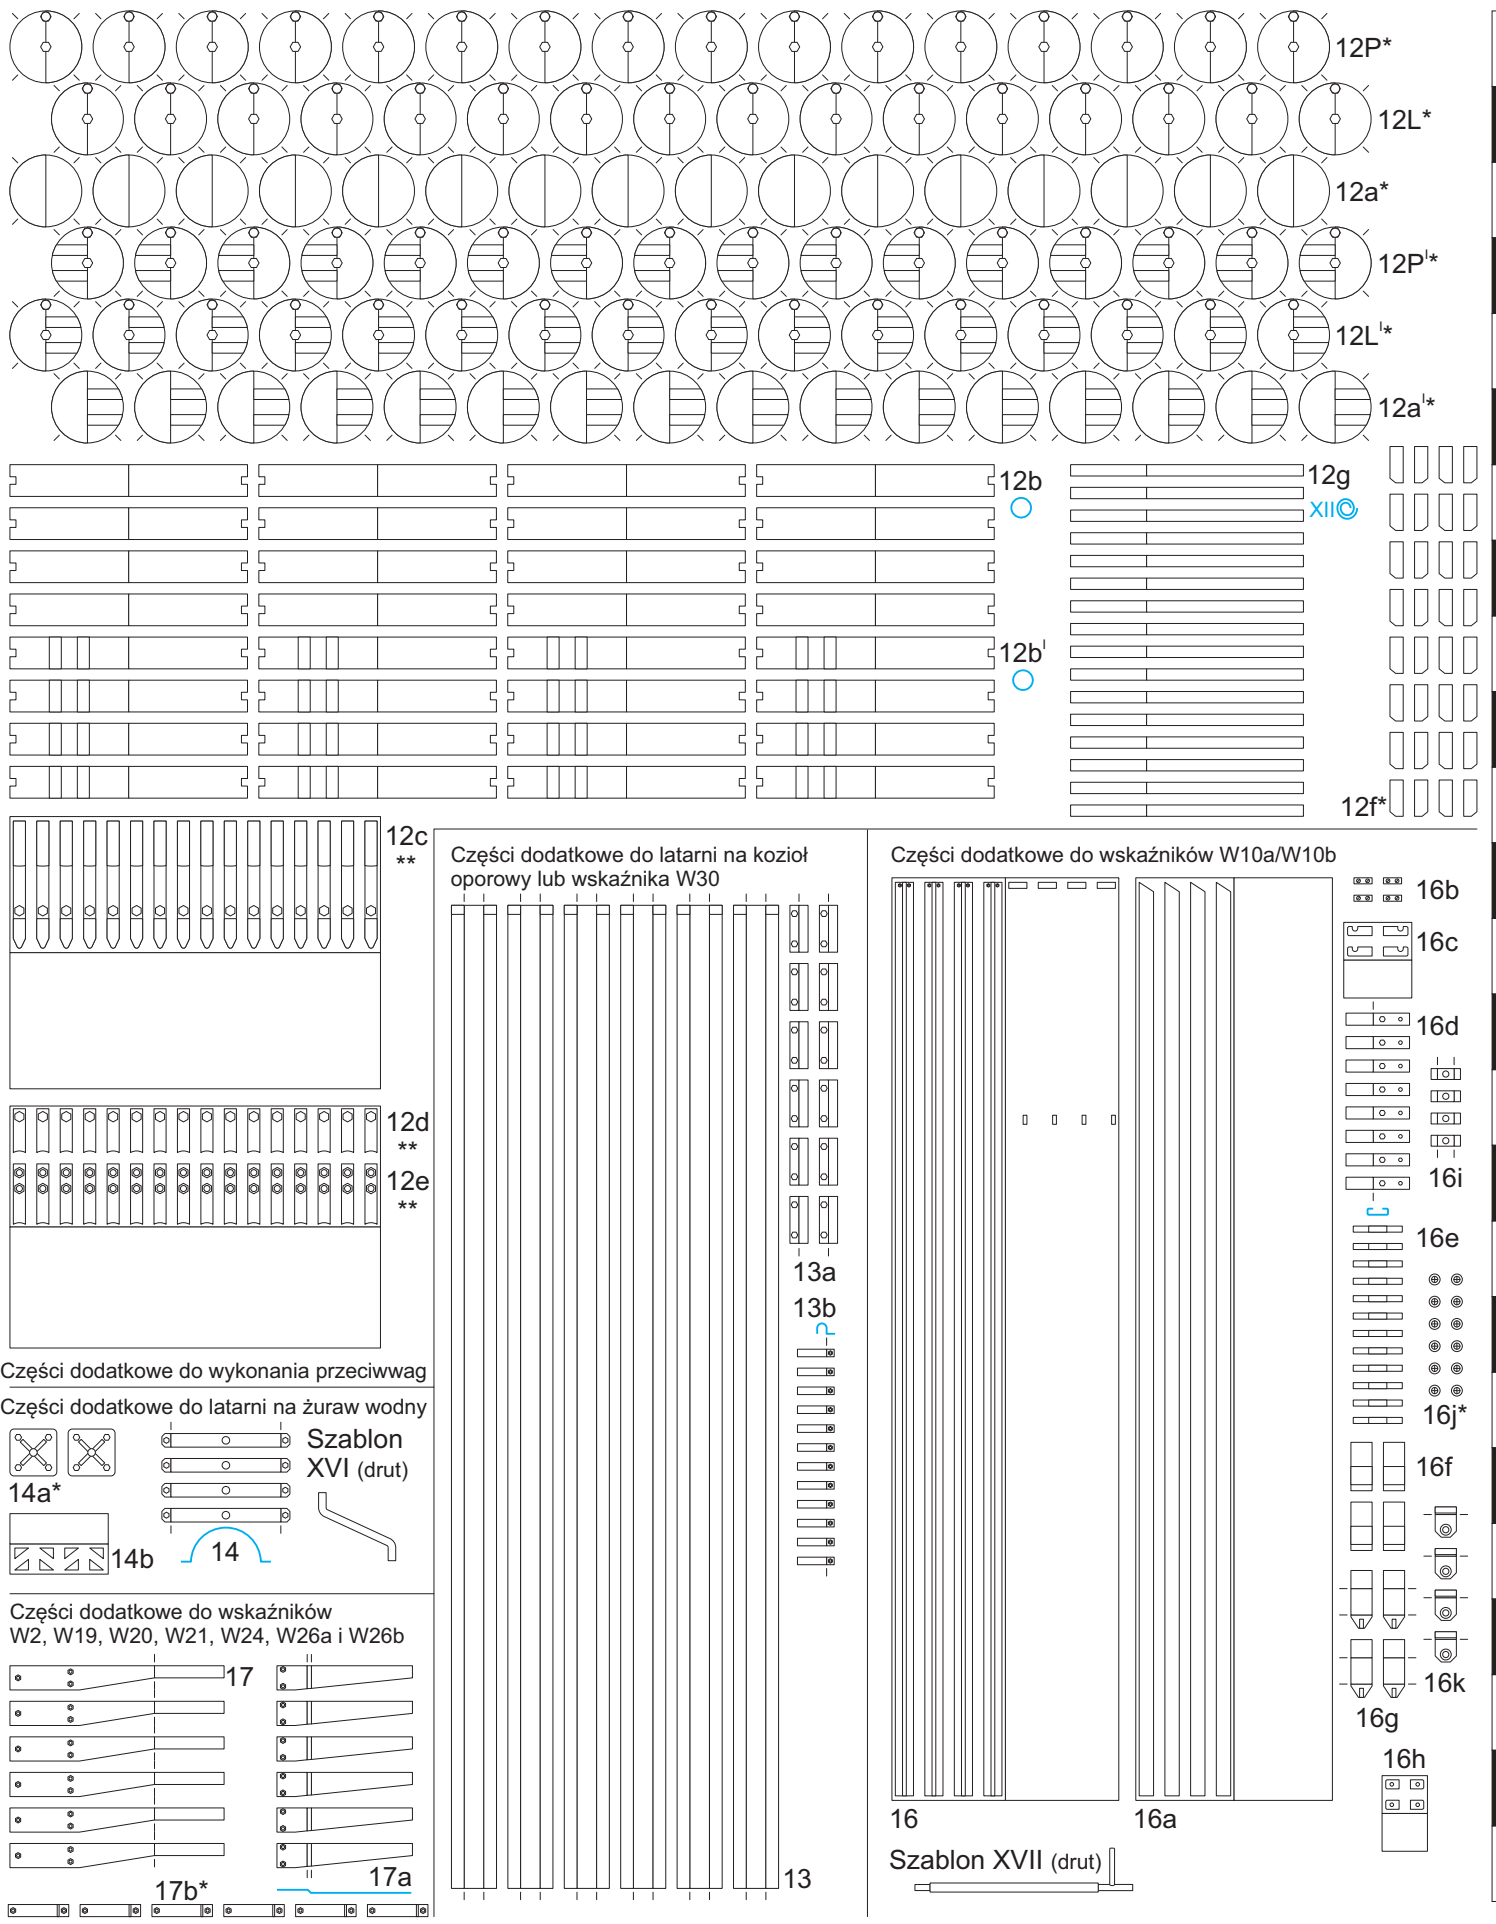 12P*
12L*
12a*
12P'*
12L'*
12a'*
12b
12g
XII
12b'
12f*
12c
**
Części dodatkowe do latarni na kozioł
oporowy lub wskaźnika W30
Części dodatkowe do wskaźników W10a/W10b
16b
16c
16d
16i
12d
**
12e
**
16e
13a
13b
16j*
Części dodatkowe do wykonania przeciwwag
Części dodatkowe do latarni na żuraw wodny
Szablon
XVI (drut)
14a*
14b
14
16f
Części dodatkowe do wskaźników
W2, W19, W20, W21, W24, W26a i W26b
17
16k
16g
16h
16
16a
Szablon XVII (drut)
17a
13
17b*